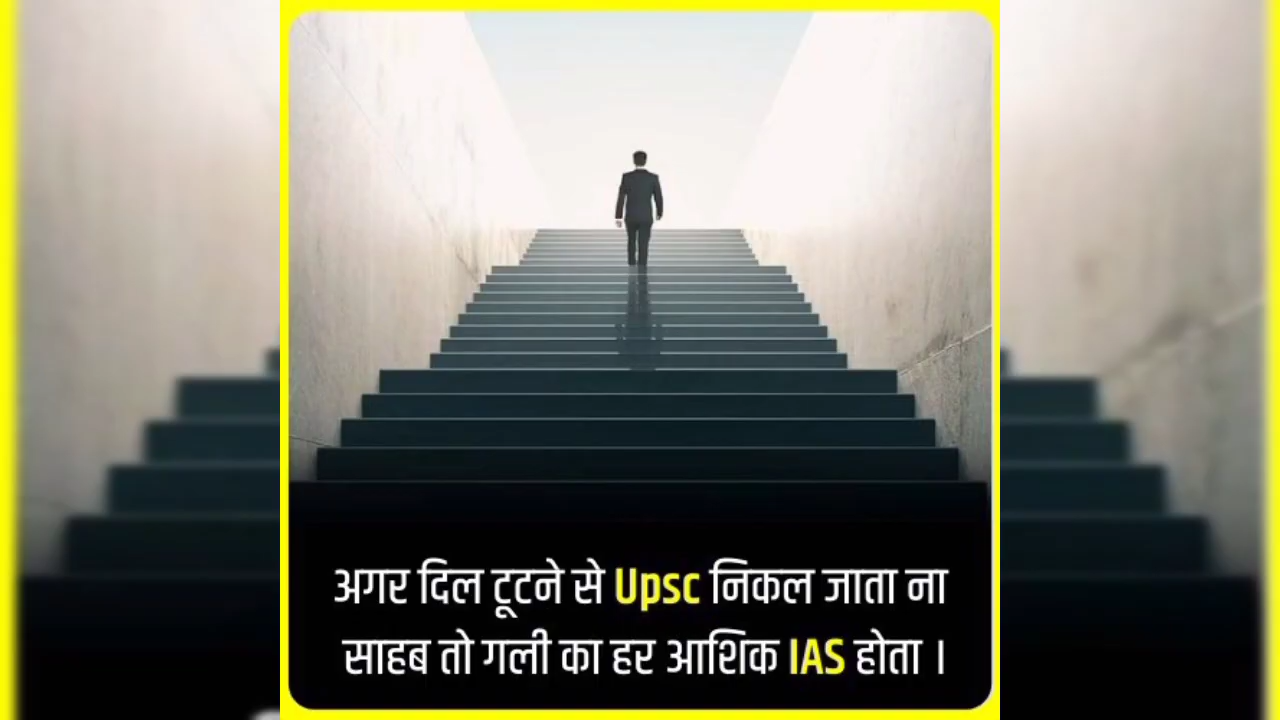 अगर दिल टूटने से Upsc निकल जाता ना
साहब तो गली का हर आशिक IAS होता ।